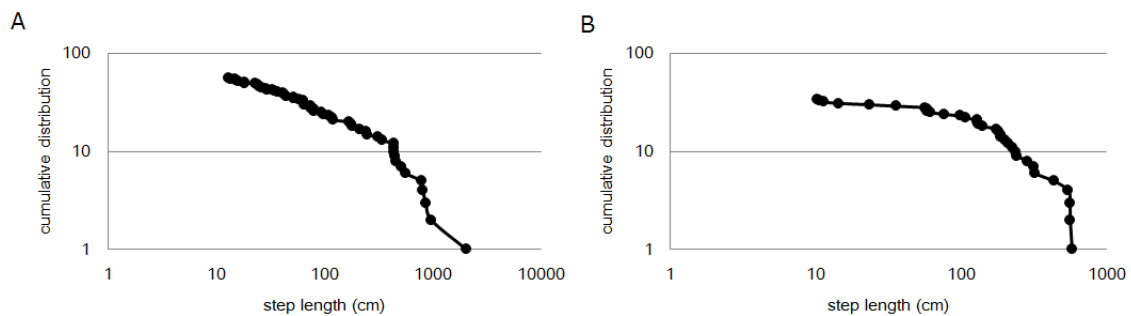 A
B
cumulative distribution
100
10
1
1 10 100 1000 10000
step length (cm)
cumulative distribution
100
10
1
1 10 100 1000
step length (cm)